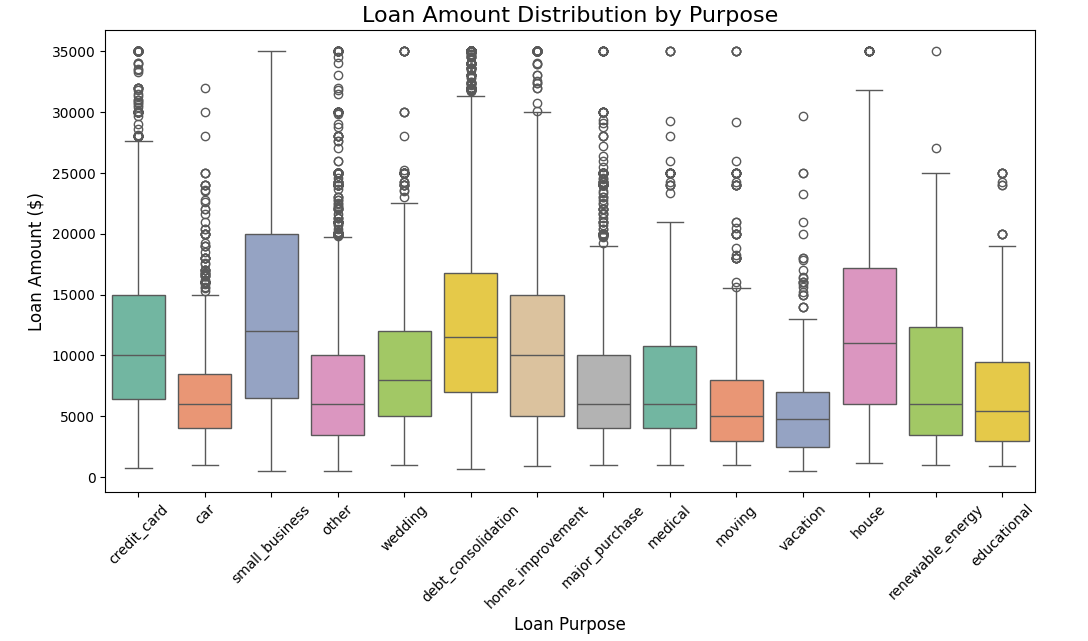 Loan Amount Distribution by Purpose
Loan Amount ($)
35000
30000
25000
20000
15000
10000
5000
0
credit_card
car
small_business
other
wedding
debt_consolidation
home_improvement
major_purchase
medical
moving
vacation
house
renewable_energy
educational
Loan Purpose